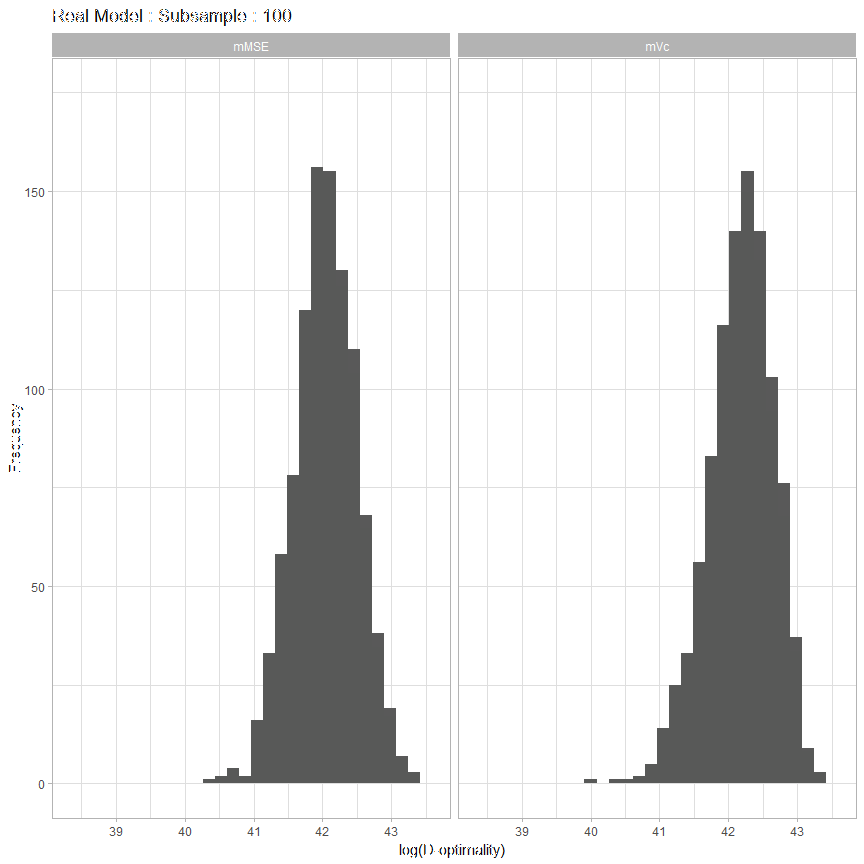 Real Model : Subsample : 100
mMSE
mVc
150
100
50
0
Frequency
39 40 41 42 43
39 40 41 42 43
log(D-optimality)